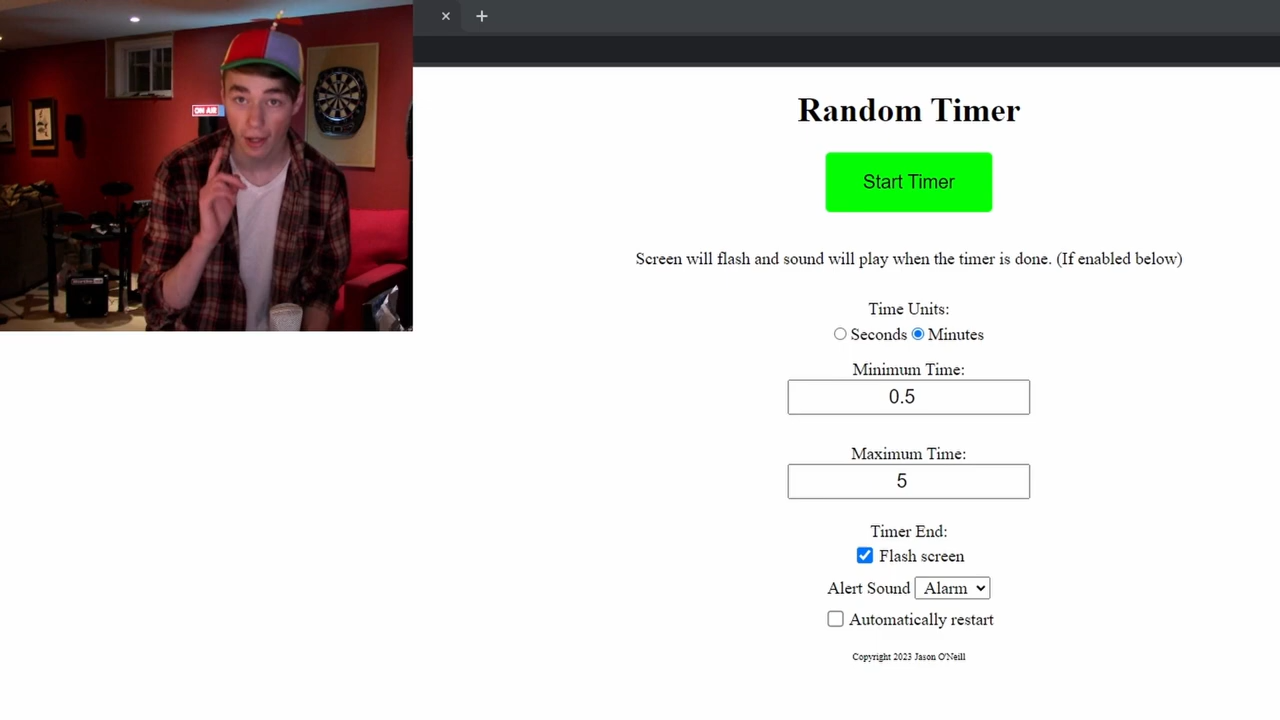 ON AIR
Random Timer
Start Timer
Screen will flash and sound will play when the timer is done. (If enabled below)
Time Units:
Seconds Minutes
Minimum Time:
0.5
Maximum Time:
5
Timer End:
Flash screen
Alert Sound Alarm
Automatically restart
Copyright 2023 Jason O'Neill